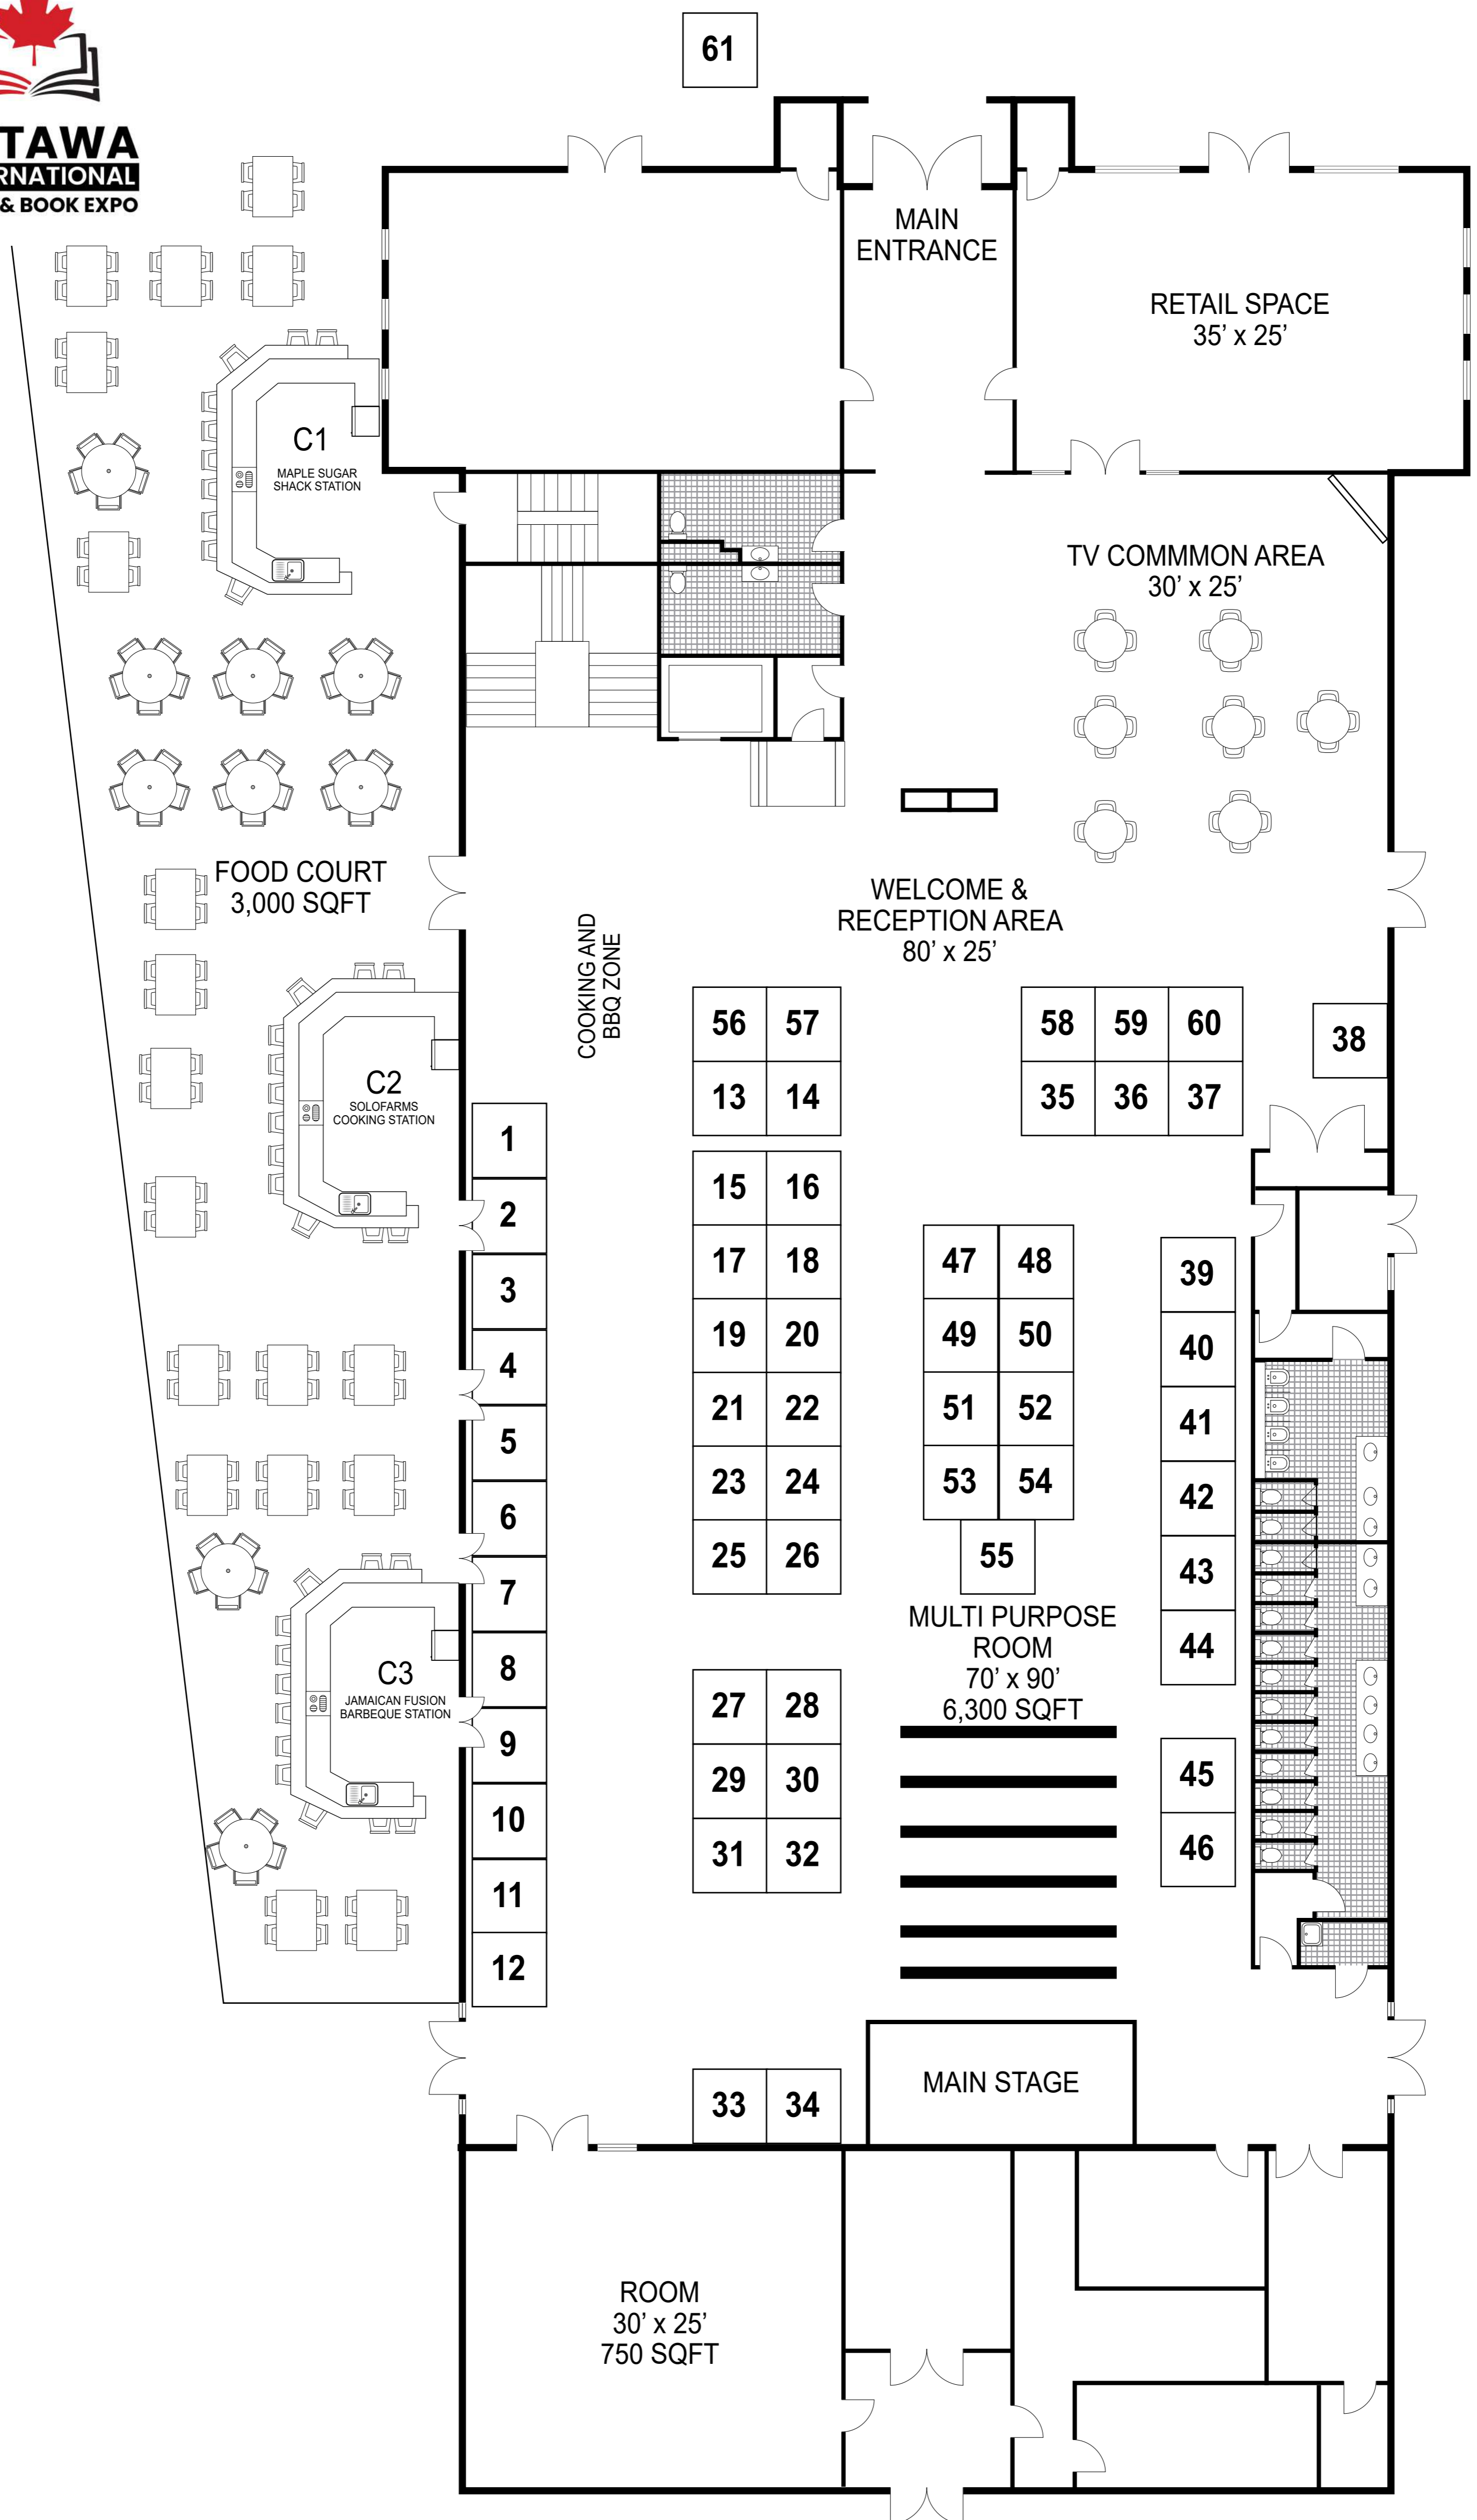 61
TAWA
RNATIONAL
& BOOK EXPO
MAIN
ENTRANCE
RETAIL SPACE
35’ x 25’
C1
MAPLE SUGAR
SHACK STATION
TV COMMMON AREA
30’ x 25’
FOOD COURT
3,000 SQFT
WELCOME &
RECEPTION AREA
80’ x 25’
COOKING AND
BBQ ZONE
56 57
13 14
58 59 60
35 36 37
38
C2
SOLOFARMS
COOKING STATION
1
2
3
4
5
6
7
8
9
10
11
12
15 16
17 18
19 20
21 22
23 24
25 26
47 48
49 50
51 52
53 54
55
39
40
41
42
43
44
MULTI PURPOSE
ROOM
70’ x 90’
6,300 SQFT
C3
JAMAICAN FUSION
BARBEQUE STATION
27 28
29 30
31 32
45
46
33 34
MAIN STAGE
ROOM
30’ x 25’
750 SQFT